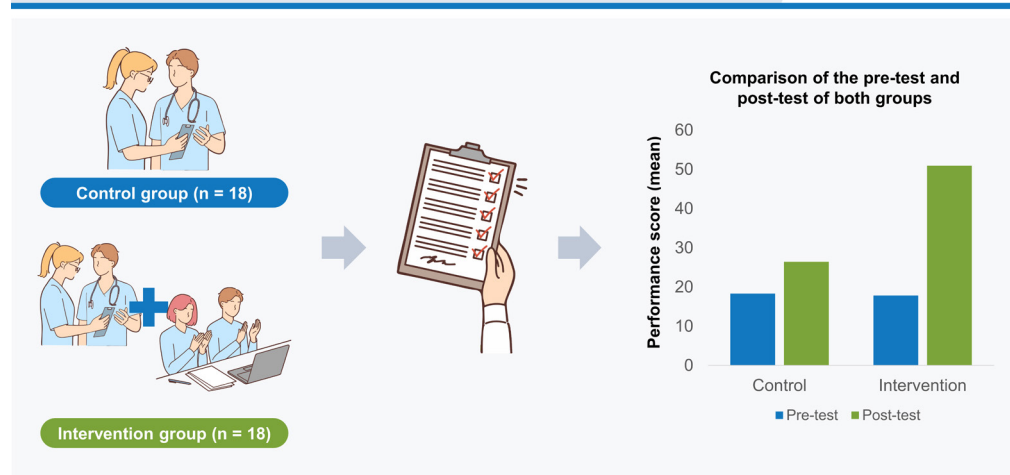 Control group (n = 18)
Intervention group (n = 18)
Comparison of the pre-test and
post-test of both groups
Performance score (mean)
60
50
40
30
20
10
0
Control
Intervention
Pre-test
Post-test